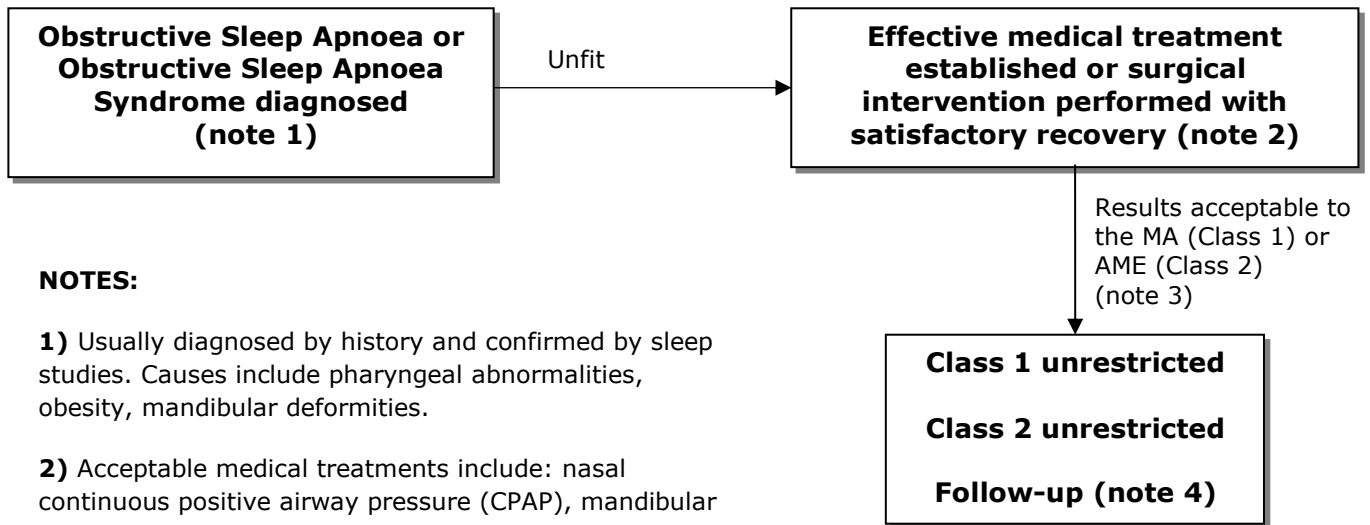 Obstructive Sleep Apnoea or
Obstructive Sleep Apnoea
Syndrome diagnosed
(note 1)
Unfit
Effective medical treatment
established or surgical
intervention performed with
satisfactory recovery (note 2)
Results acceptable to
the MA (Class 1) or
AME (Class 2)
(note 3)
Class 1 unrestricted
Class 2 unrestricted
Follow-up (note 4)
NOTES:
1) Usually diagnosed by history and confirmed by sleep
studies. Causes include pharyngeal abnormalities,
obesity, mandibular deformities.
2) Acceptable medical treatments include: nasal
continuous positive airway pressure (CPAP), mandibular